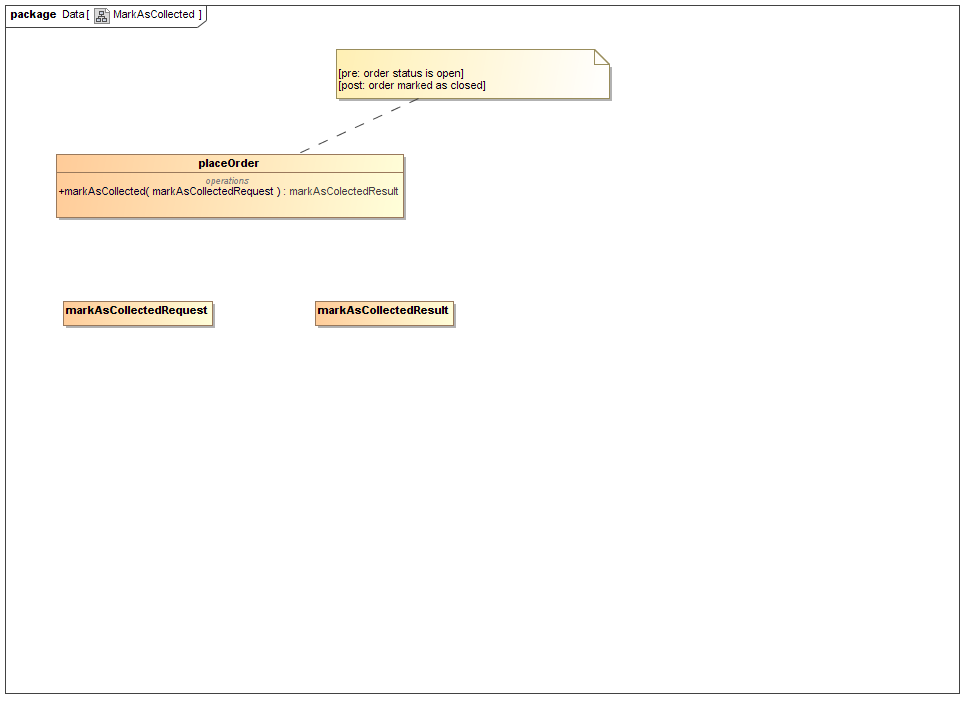 package Data[ MarkAsCollected ]
[pre: order status is open]
[post: order marked as closed]
placeOrder
operations
+markAsCollected( markAsCollectedRequest ) : markAsColectedResult
markAsCollectedRequest
markAsCollectedResult